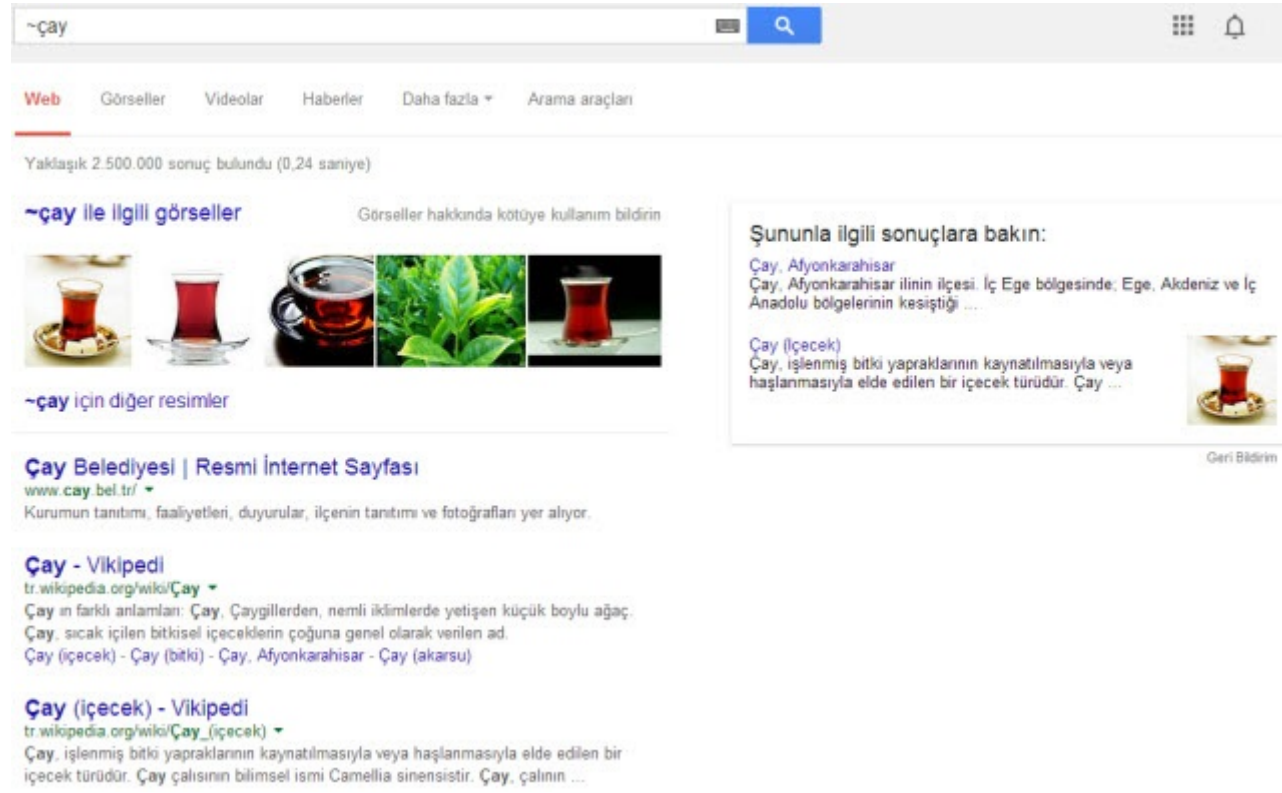 ~çay
Web Görseller Videolar Haberler Daha fazla Arama araçları
Yaklaşık 2.500.000 sonuç bulundu (0,24 saniye)
~çay ile ilgili görseller
Görseller hakkında kötüye kullanım bildirin
~çay için diğer resimler
Çay Belediyesi | Resmi İnternet Sayfası
www.cay.bel.tr/
Kurumun tanıtımı, faaliyetleri, duyurular, ilçenin tanıtımı ve fotoğrafları yer alıyor.
Çay - Vikipedi
tr.wikipedia.org/wiki/Çay
Çay ın farklı anlamları: Çay, Çaygillerden, nemli iklimlerde yetişen küçük boylu ağaç.
Çay, sıcak içilen bitkisel içeceklerin çoğuna genel olarak verilen ad.
Çay (içecek) - Çay (bitki) - Çay, Afyonkarahisar - Çay (akarsu)
Çay (içecek) - Vikipedi
tr.wikipedia.org/wiki/Çay_(içecek)
Çay, işlenmiş bitki yapraklarının kaynatılmasıyla veya haşlanmasıyla elde edilen bir
içecek türüdür. Çay çalısının bilimsel ismi Camellia sinensistir. Çay, çalının ...
Şununla ilgili sonuçlara bakın:
Çay, Afyonkarahisar
Çay, Afyonkarahisar ilinin ilçesi. İç Ege bölgesinde; Ege, Akdeniz ve İç
Anadolu bölgelerinin kesiştiği ...
Çay (İçecek)
Çay, işlenmiş bitki yapraklarının kaynatılmasıyla veya
haşlanmasıyla elde edilen bir içecek türüdür. Çay ...
Geri Bildirim